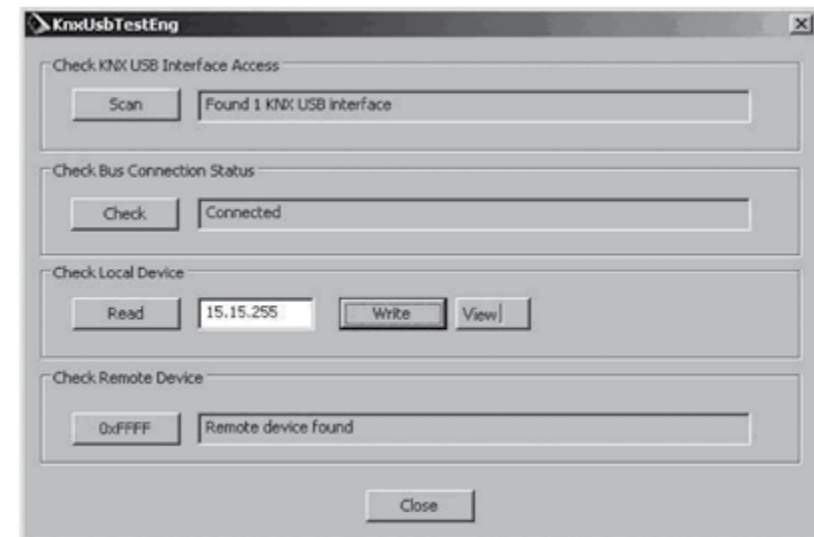 KnxUsbTestEng
Check KNX USB Interface Access
Scan Found 1 KNX USB interface
Check Bus Connection Status
Check Connected
Check Local Device
Read 15.15.255 Write View
Check Remote Device
0xFFFF Remote device found
Close